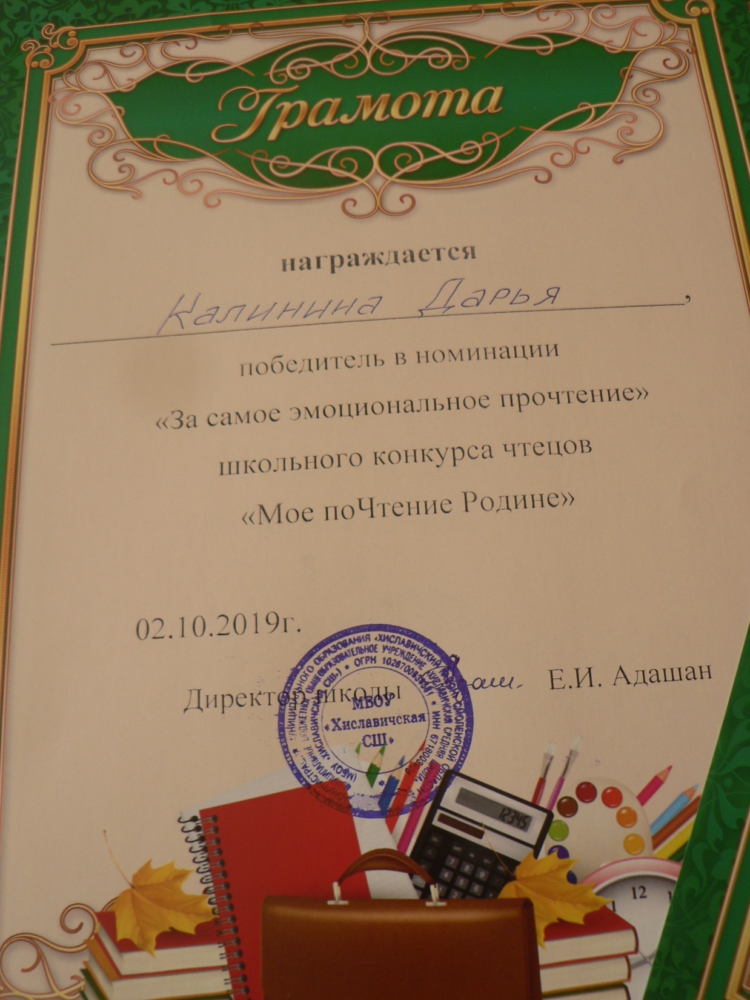 Грамота
награждается
Калинина Дарья,
победитель в номинации
«За самое эмоциональное прочтение»
школьного конкурса чтецов
«Мое поЧтение Родине»
02.10.2019г.
Директор школы Е.И. Адашан
МБОУ
«Хиславичская
СШ»
12345
12